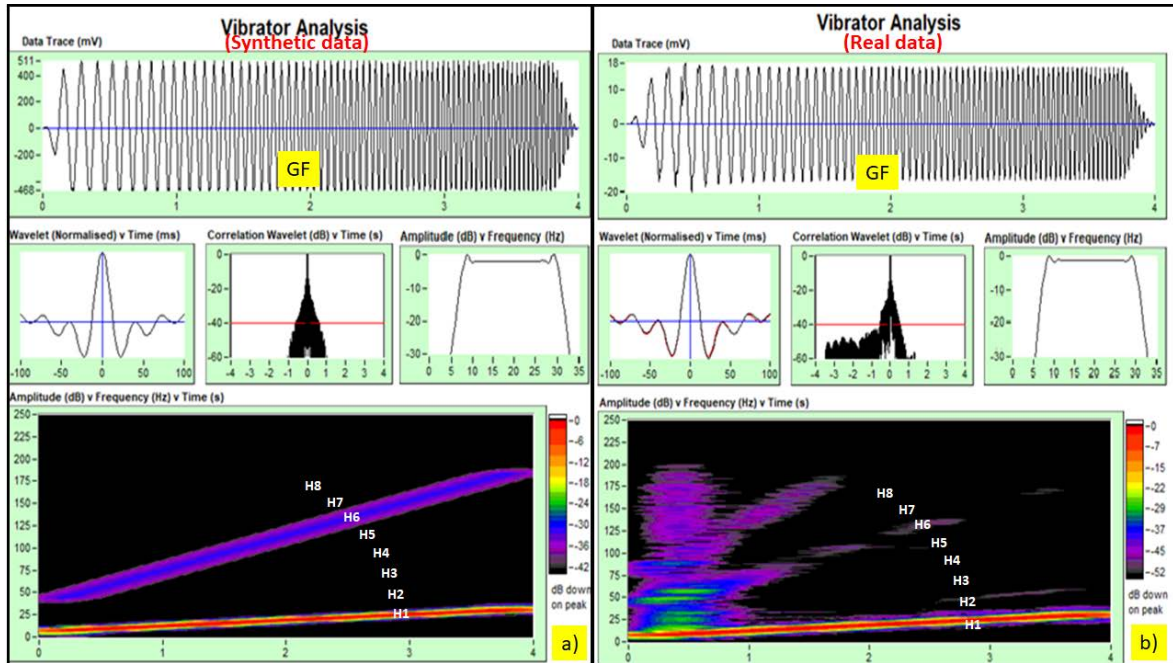 Vibrator Analysis
(Synthetic data)
Data Trace (mV)
511
400
200
0
-200
-468
GF
0 1 2 3 4
Wavelet (Normalised) v Time (ms)
-100 -50 0 50 100
Correlation Wavelet (dB) v Time (s)
-0
-20
-40
-60
-4 -3 -2 -1 0 1 2 3 4
Amplitude (dB) v Frequency (Hz)
-0
-10
-20
-30
0 5 10 15 20 25 30 35
Amplitude (dB) v Frequency (Hz) v Time (s)
250
225
200
175
150
125
100
75
50
25
0
H8
H7
H6
H5
H4
H3
H2
H1
0 1 2 3 4
-0
-6
-12
-18
-24
-30
-36
-42
dB down
on peak
a)
Vibrator Analysis
(Real data)
Data Trace (mV)
18
10
0
-10
-20
GF
0 1 2 3 4
Wavelet (Normalised) v Time (ms)
-100 -50 0 50 100
Correlation Wavelet (dB) v Time (s)
-0
-20
-40
-60
-4 -3 -2 -1 0 1 2 3 4
Amplitude (dB) v Frequency (Hz)
-0
-10
-20
-30
0 5 10 15 20 25 30 35
Amplitude (dB) v Frequency (Hz) v Time (s)
250
225
200
175
150
125
100
75
50
25
0
H8
H7
H6
H5
H4
H3
H2
H1
0 1 2 3 4
-0
-7
-15
-22
-29
-37
-45
-52
dB down
on peak
b)